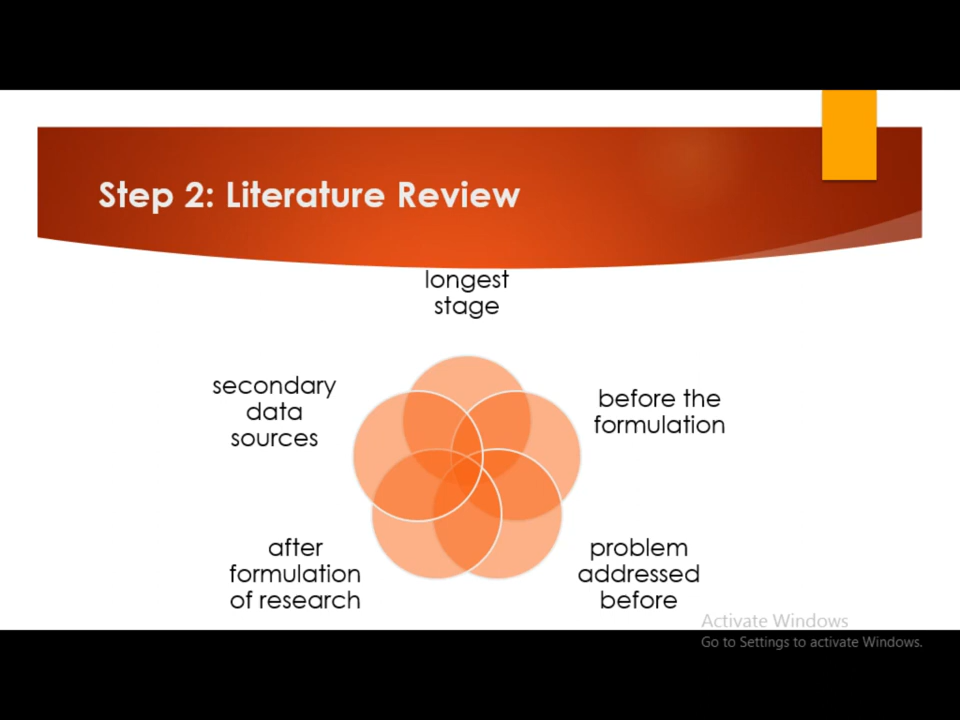 Step 2: Literature Review
longest
stage
before the
formulation
problem
addressed
before
after
formulation
of research
secondary
data
sources
Activate Windows
Go to Settings to activate Windows.